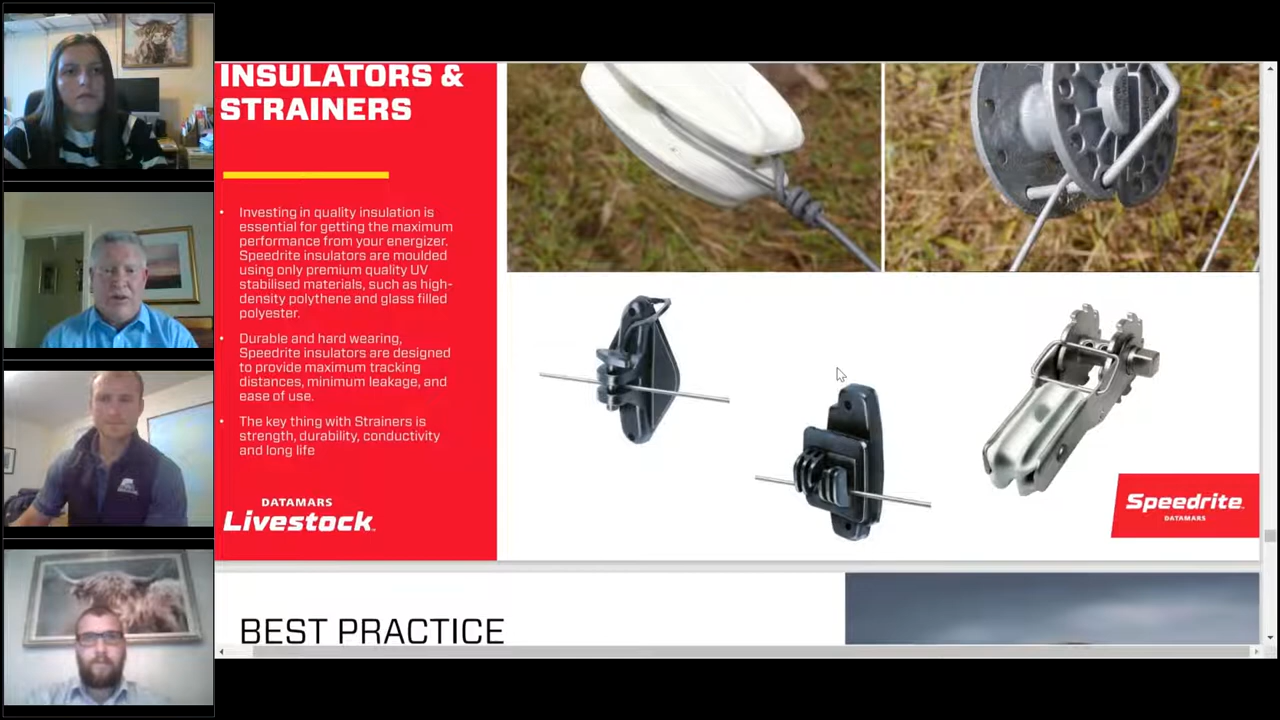 INSULATORS &
STRAINERS
• Investing in quality insulation is
essential for getting the maximum
performance from your energizer.
Speedrite insulators are moulded
using only premium quality UV
stabilised materials, such as high-
density polythene and glass filled
polyester.
• Durable and hard wearing,
Speedrite insulators are designed
to provide maximum tracking
distances, minimum leakage, and
ease of use.
• The key thing with Strainers is
strength, durability, conductivity
and long life
DATAMARS
Livestock
Speedrite
DATAMARS
BEST PRACTICE